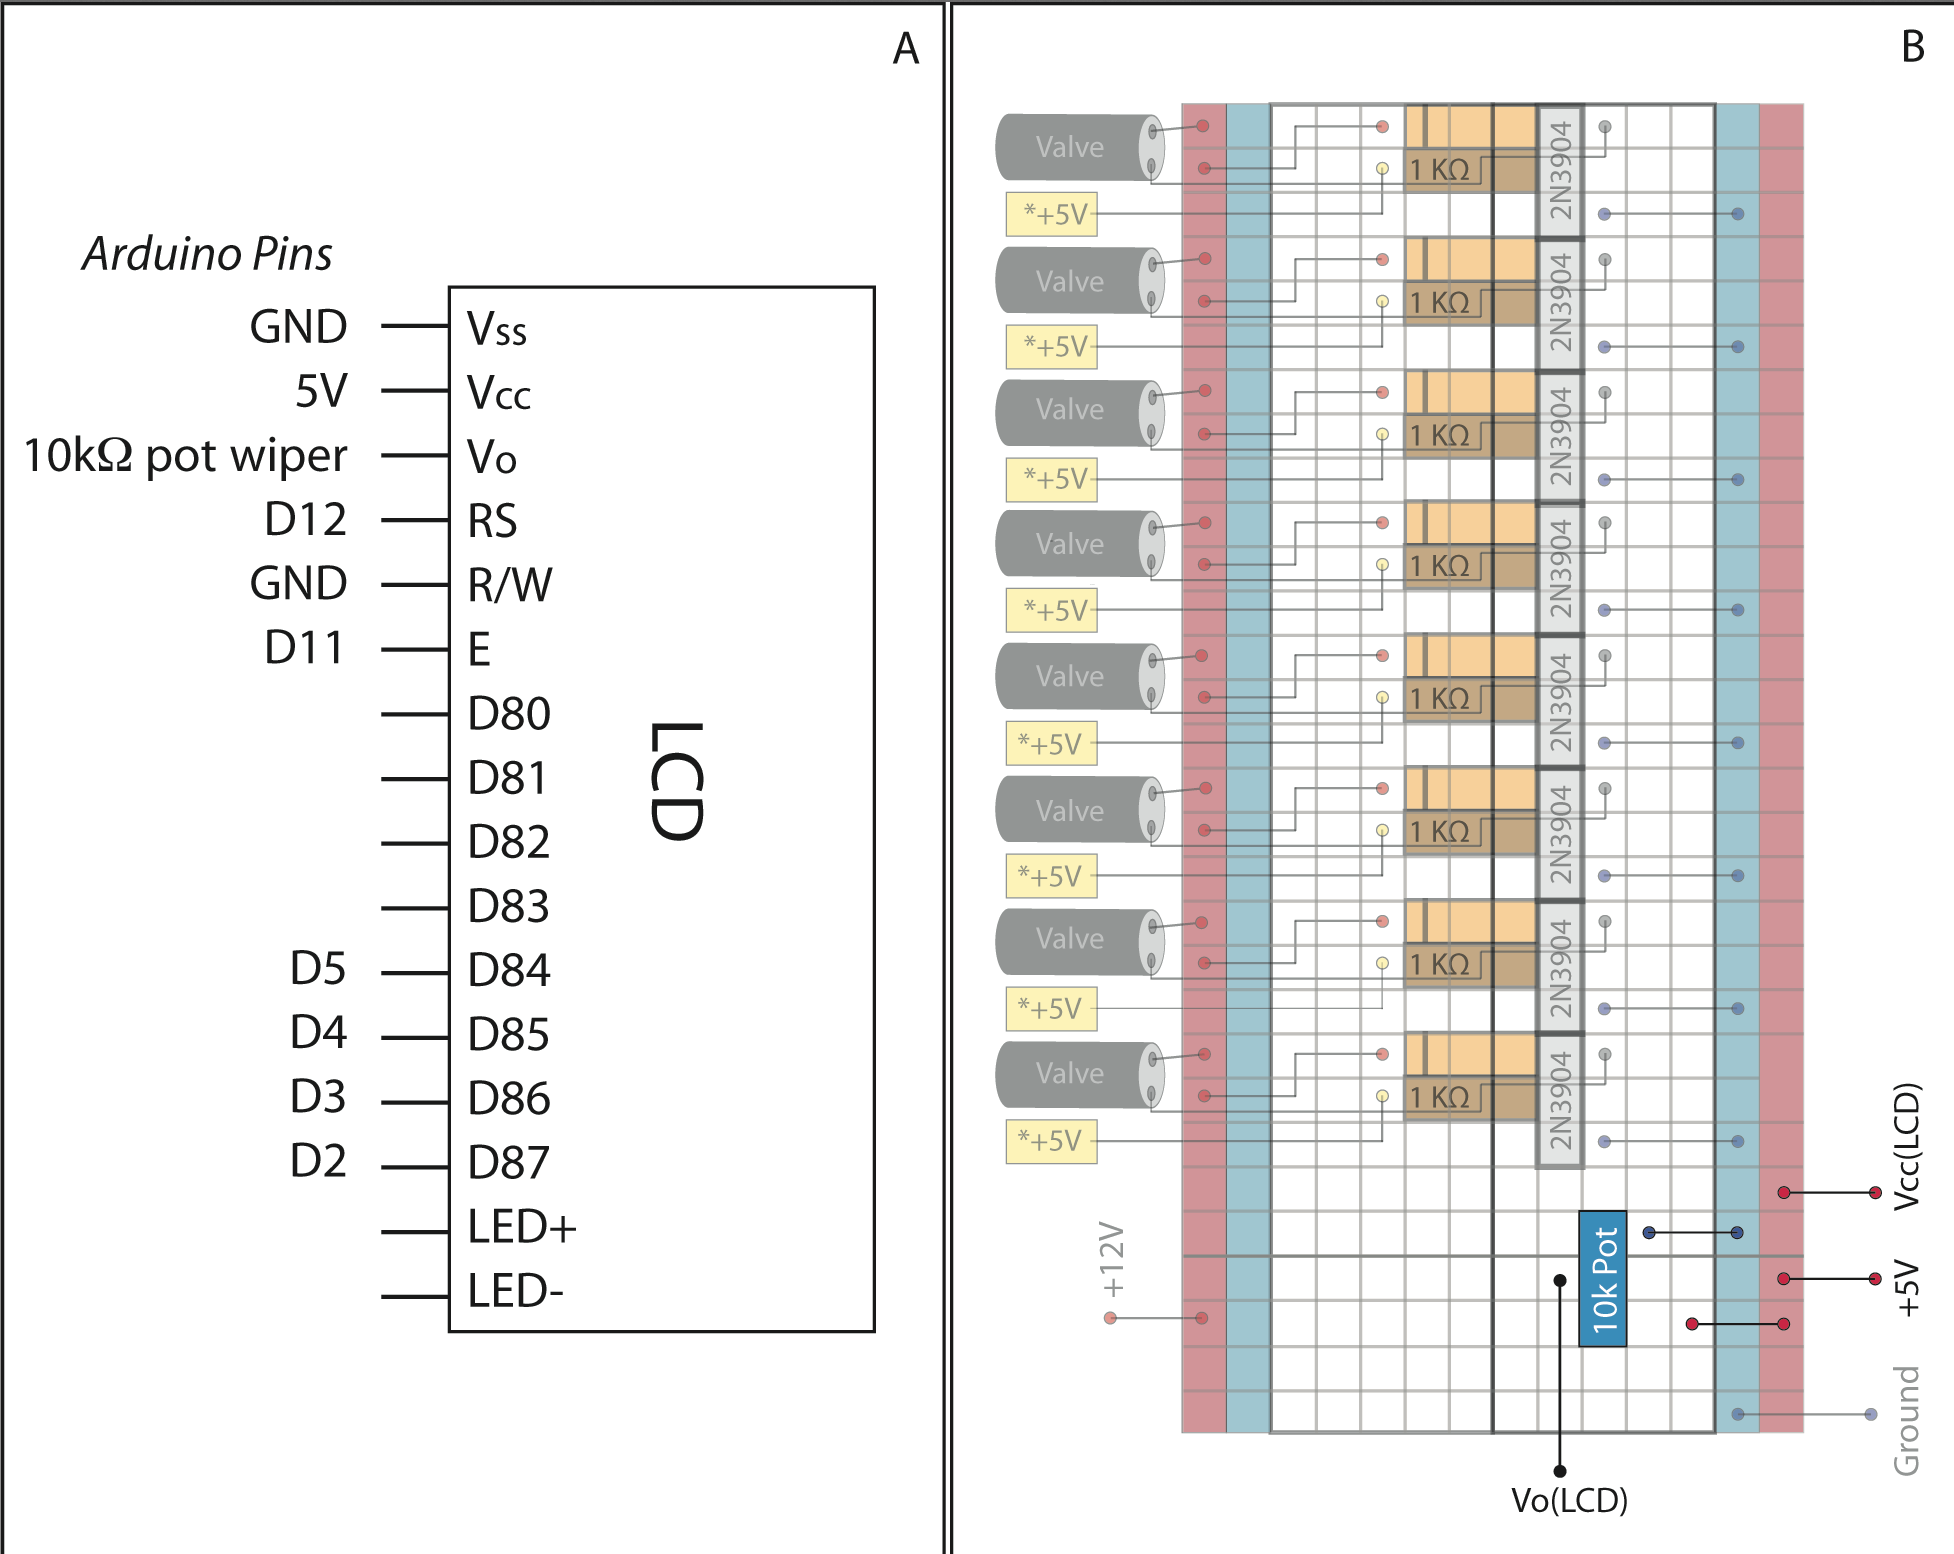 A
Arduino Pins
GND Vss
5V Vcc
10kΩ pot wiper Vo
D12 RS
GND R/W
D11 E
D80
D81
D82
D83
D5 D84
D4 D85
D3 D86
D2 D87
LED+
LED-
LCD
B
Valve
1 KΩ
2N3904
*+5V
Valve
1 KΩ
2N3904
*+5V
Valve
1 KΩ
2N3904
*+5V
Valve
1 KΩ
2N3904
*+5V
Valve
1 KΩ
2N3904
*+5V
Valve
1 KΩ
2N3904
*+5V
Valve
1 KΩ
2N3904
*+5V
Valve
1 KΩ
2N3904
*+5V
Vcc(LCD)
+12V
10k Pot
+5V
Ground
Vo(LCD)